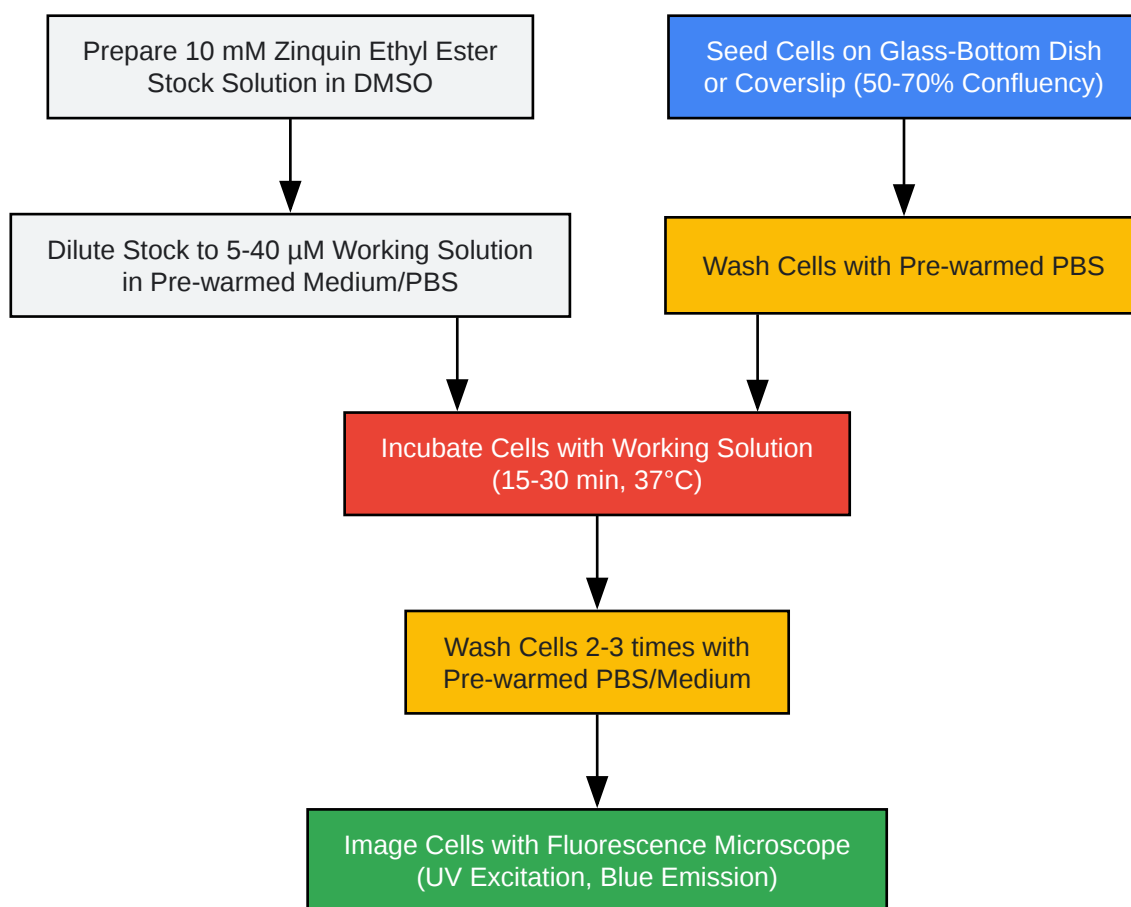 Prepare 10 mM Zinquin Ethyl Ester
Stock Solution in DMSO
Seed Cells on Glass-Bottom Dish
or Coverslip (50-70% Confluency)
Dilute Stock to 5-40 µM Working Solution
in Pre-warmed Medium/PBS
Wash Cells with Pre-warmed PBS
Incubate Cells with Working Solution
(15-30 min, 37°C)
Wash Cells 2-3 times with
Pre-warmed PBS/Medium
Image Cells with Fluorescence Microscope
(UV Excitation, Blue Emission)